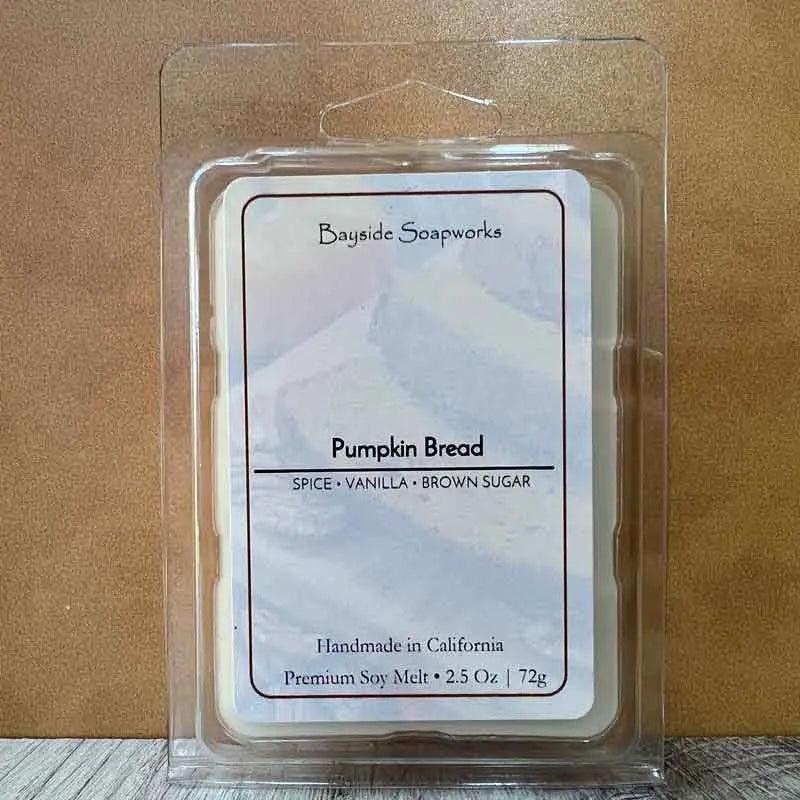 Bayside Soapworks
Pumpkin Bread
SPICE • VANILLA • BROWN SUGAR
Handmade in California
Premium Soy Melt • 2.5 Oz | 72g